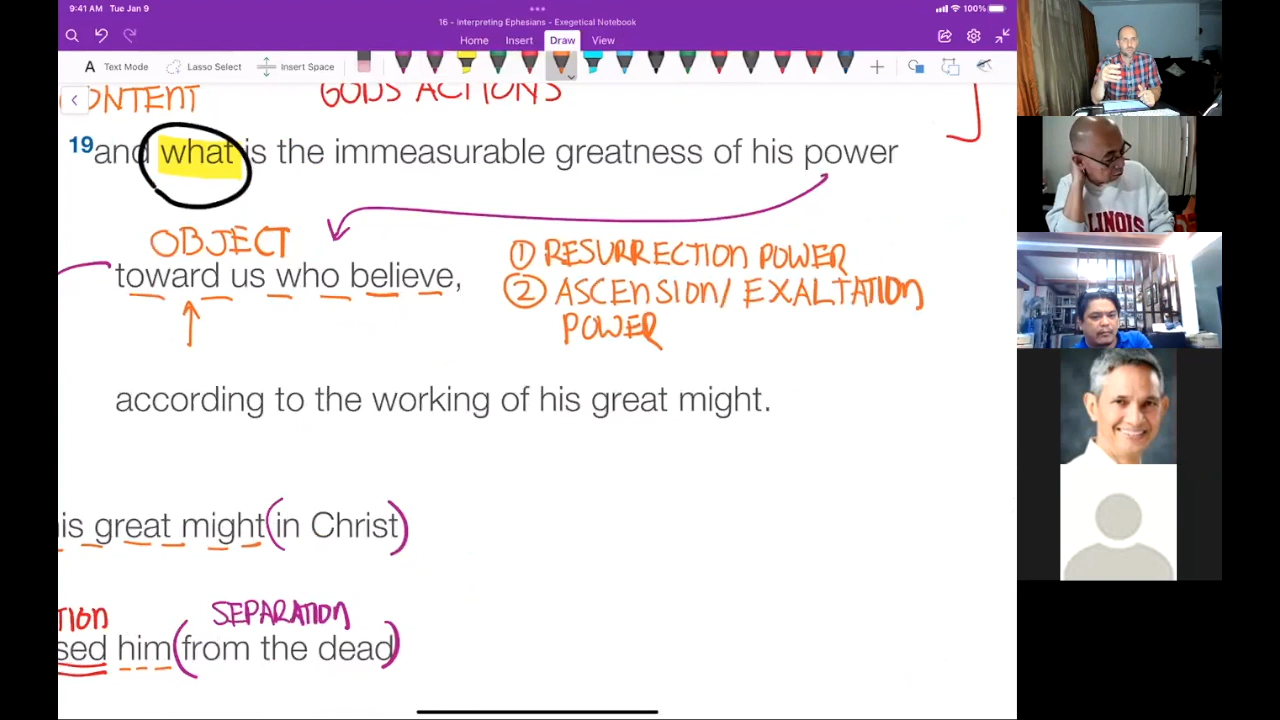 9:41 AM Tue Jan 9
100%
16 - Interpreting Ephesians - Exegetical Notebook
Home Insert Draw View
A Text Mode Lasso Select Insert Space
ONTENT GODS ACTIONS
19 and what is the immeasurable greatness of his power
OBJECT
toward us who believe,
① RESURRECTION POWER
② ASCENSION/ EXALTATION
POWER
according to the working of his great might.
is great might (in Christ)
TION SEPARATION
sed him (from the dead)
LLINOIS